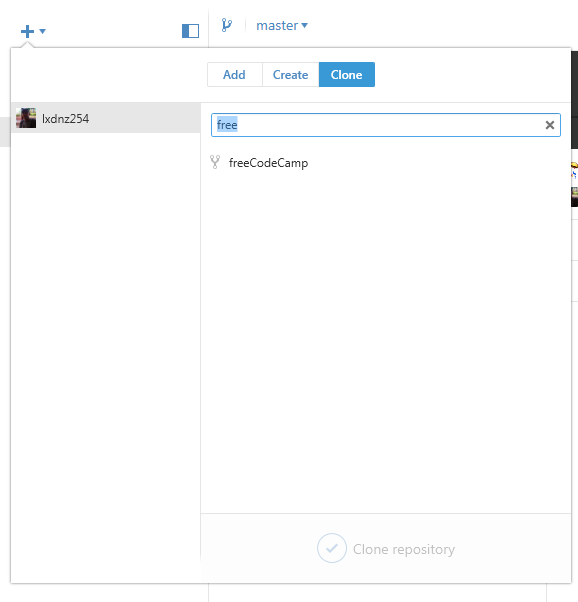 master
Add Create Clone
lxdnz254
free
freeCodeCamp
Clone repository